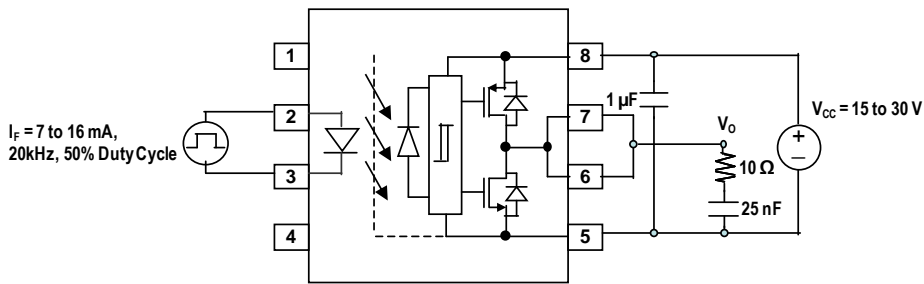 1
2
3
4
8
7
6
5
I_F = 7 to 16 mA,
20kHz, 50% Duty Cycle
1 µF
V_O
10 Ω
25 nF
V_CC = 15 to 30 V